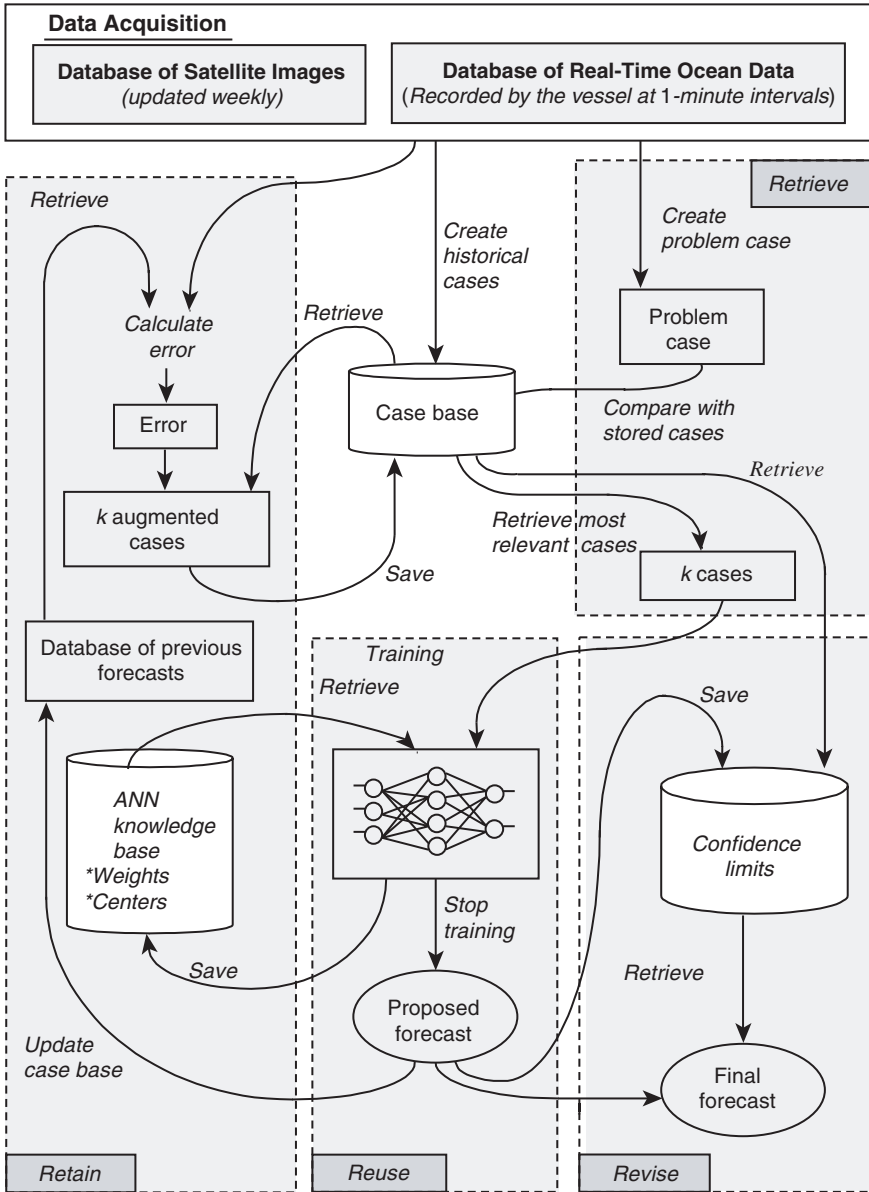 Data Acquisition
Database of Satellite Images
(updated weekly)
Database of Real-Time Ocean Data
(Recorded by the vessel at 1-minute intervals)
Retrieve
Retrieve
Create
historical
cases
Create
problem case
Calculate
error
Retrieve
Problem
case
Error
Case base
Compare with
stored cases
k augmented
cases
Retrieve
Retrieve most
relevant cases
Save
k cases
Database of previous
forecasts
Training
Retrieve
Save
ANN
knowledge
base
*Weights
*Centers
Confidence
limits
Stop
training
Save
Retrieve
Proposed
forecast
Update
case base
Final
forecast
Retain
Reuse
Revise